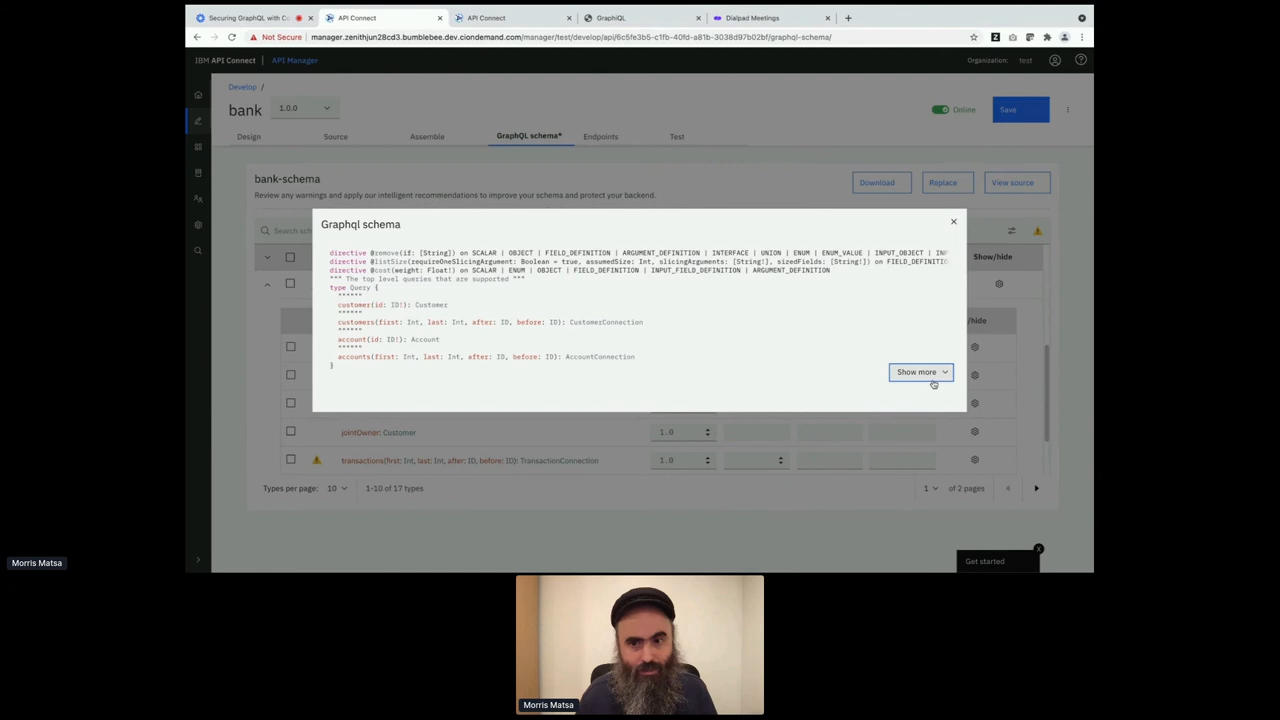 Securing GraphQL with Co
API Connect
API Connect
GraphiQL
Dialpad Meetings
Not Secure
manager.zenithjun28cd3.bumblebee.dev.ciondemand.com/manager/test/develop/api/6c5fe3b5-c1fb-40fd-a81b-3038d97b02bf/graphql-schema/
IBM API Connect
API Manager
Organization: test
Develop /
bank
1.0.0
Online
Save
Design
Source
Assemble
GraphQL schema*
Endpoints
Test
bank-schema
Download
Replace
View source
Review any warnings and apply our intelligent recommendations to improve your schema and protect your backend.
Search sch
Graphql schema
directive @remove(if: [String]) on SCALAR | OBJECT | FIELD_DEFINITION | ARGUMENT_DEFINITION | INTERFACE | UNION | ENUM | ENUM_VALUE | INPUT_OBJECT | IN
directive @listSize(requireOneSlicingArgument: Boolean = true, assumedSize: Int, slicingArguments: [String!], sizedFields: [String!]) on FIELD_DEFINITIO
directive @cost(weight: Float!) on SCALAR | ENUM | OBJECT | FIELD_DEFINITION | INPUT_FIELD_DEFINITION | ARGUMENT_DEFINITION
""" The top level queries that are supported """
type Query {
""""""
customer(id: ID!): Customer
""""""
customers(first: Int, last: Int, after: ID, before: ID): CustomerConnection
""""""
account(id: ID!): Account
""""""
accounts(first: Int, last: Int, after: ID, before: ID): AccountConnection
}
Show more
Show/hide
/hide
jointOwner: Customer
1.0
transactions(first: Int, last: Int, after: ID, before: ID): TransactionConnection
1.0
Types per page: 10
1-10 of 17 types
1
of 2 pages
Get started
X
Morris Matsa
Morris Matsa